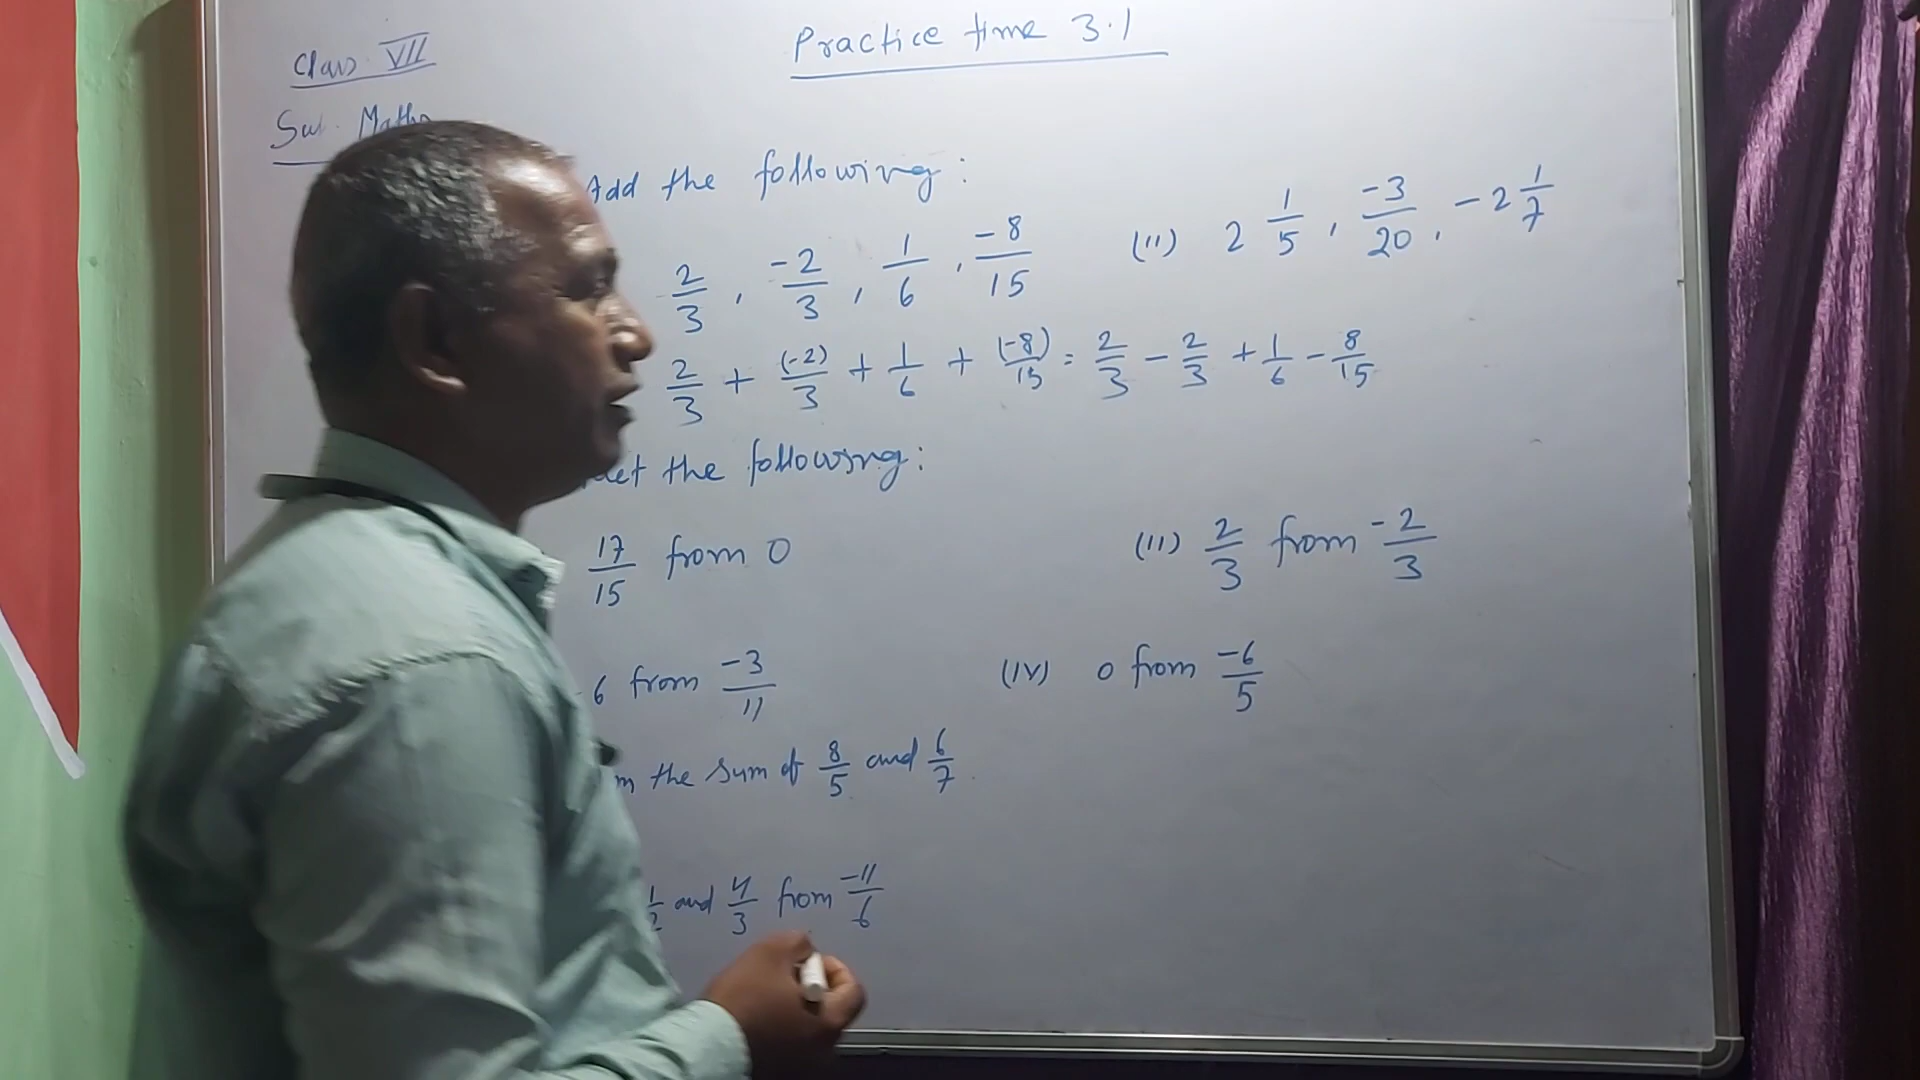 Practice time 3.1
Class VII
Sub. Maths
Add the following:
2/3, -2/3, 1/6, -8/15 (II) 2 1/5, -3/20, -2 1/7
2/3 + (-2)/3 + 1/6 + (-8)/15 = 2/3 - 2/3 + 1/6 - 8/15
the following:
17/15 from 0 (II) 2/3 from -2/3
6 from -3/11 (IV) 0 from -6/5
the sum of 8/5 and 6/7
1/2 and 4/3 from -11/6